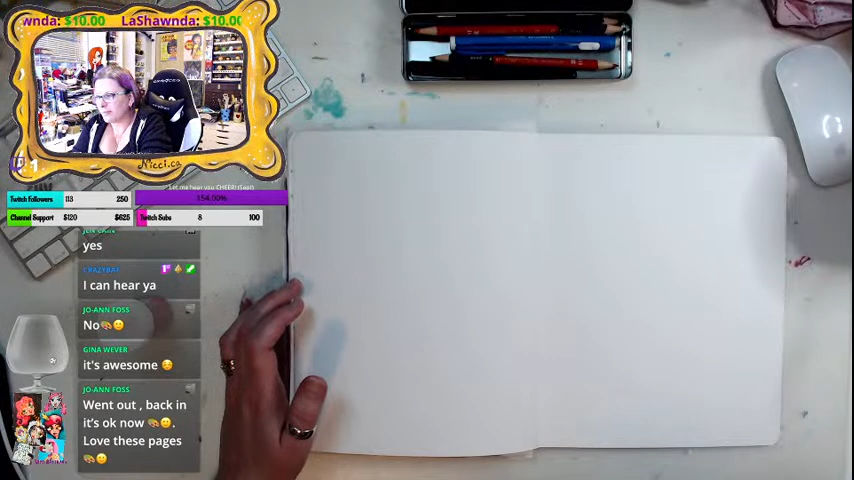 wnda: $10.00 LaShawnda: $10.00
1
Nicci.ca
Let me hear you CHEER! (Sept)
154.00%
Twitch Followers 113 250
Channel Support $120 $625
Twitch Subs 8 100
yes
CRAZYBAT
I can hear ya
JO-ANN FOSS
No🎨🙂
GINA WEVER
it's awesome ☺️
JO-ANN FOSS
Went out , back in
it's ok now 🎨🙂.
Love these pages
🎨🙂